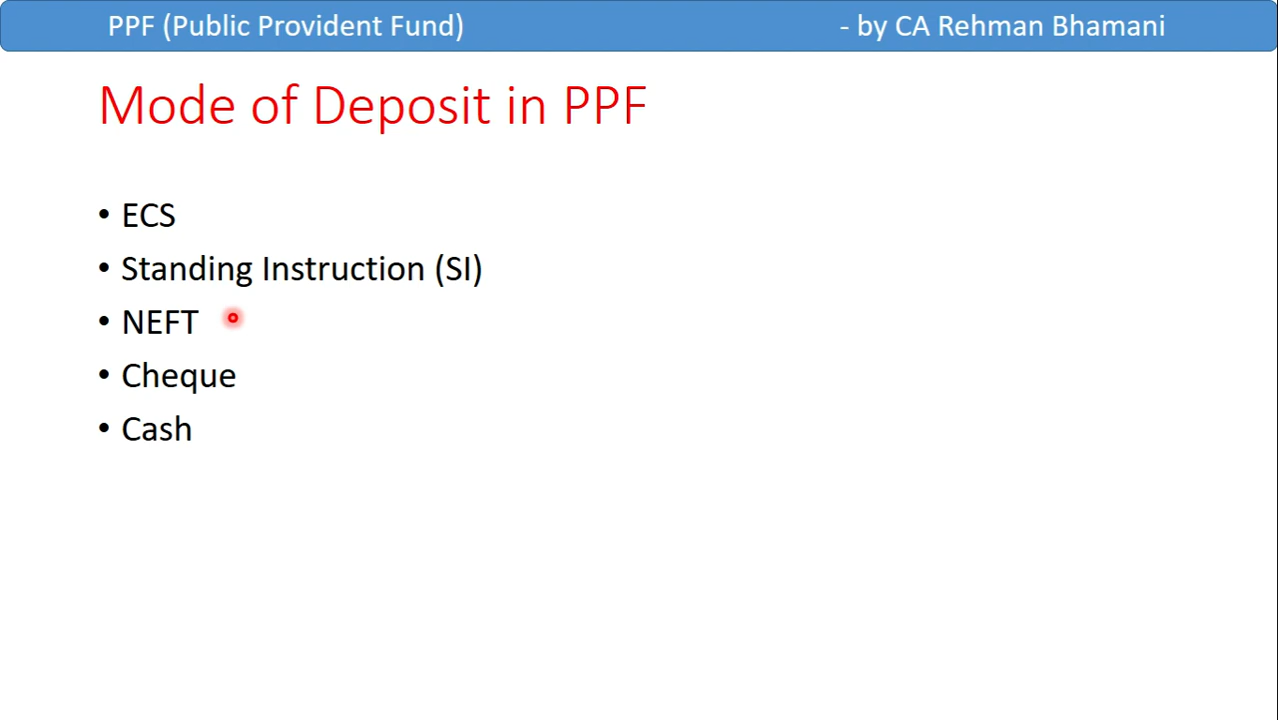 PPF (Public Provident Fund) - by CA Rehman Bhamani
Mode of Deposit in PPF
• ECS
• Standing Instruction (SI)
• NEFT
• Cheque
• Cash